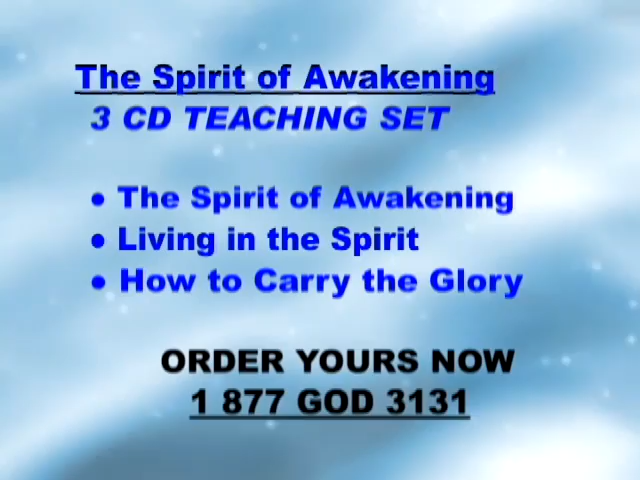 The Spirit of Awakening
3 CD TEACHING SET
• The Spirit of Awakening
• Living in the Spirit
• How to Carry the Glory
ORDER YOURS NOW
1 877 GOD 3131